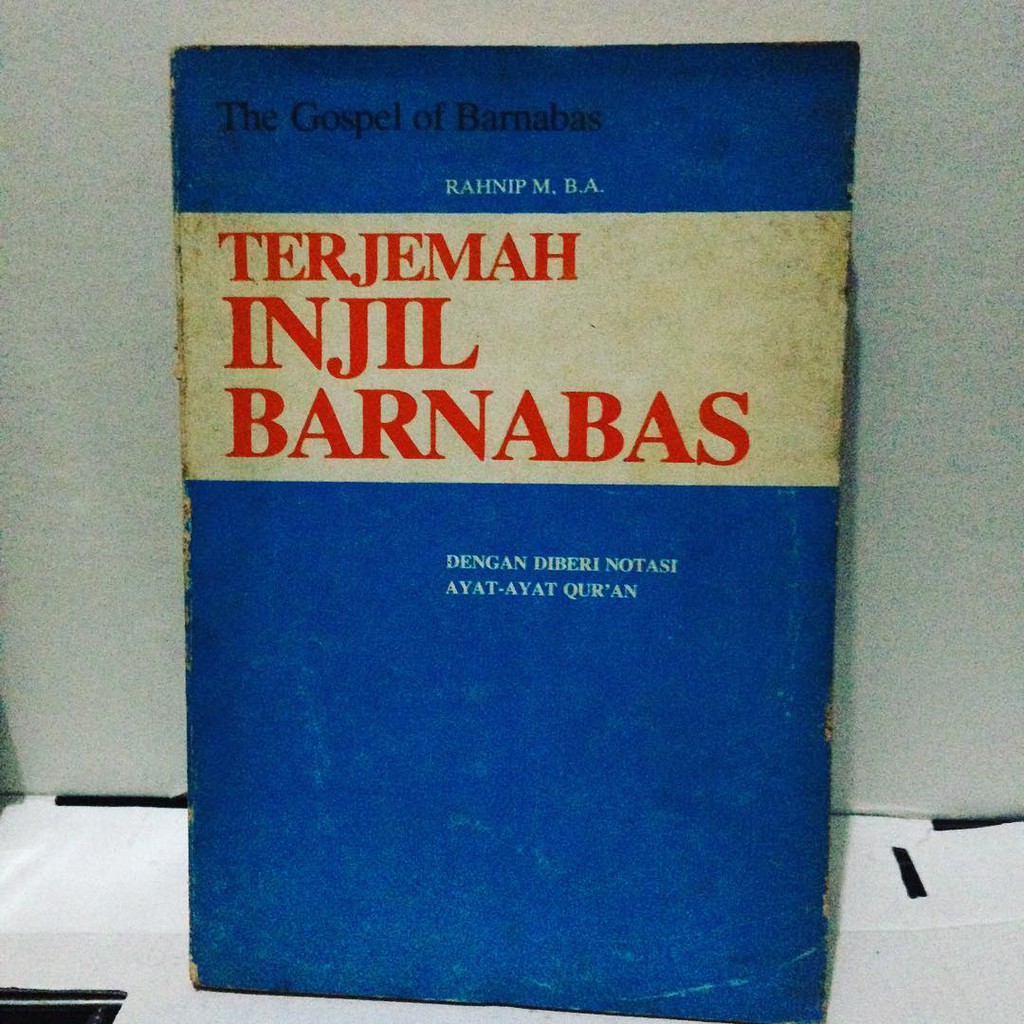 The Gospel of Barnabas
RAHNIP M, B.A.
TERJEMAH
INJIL
BARNABAS
DENGAN DIBERI NOTASI
AYAT-AYAT QUR'AN